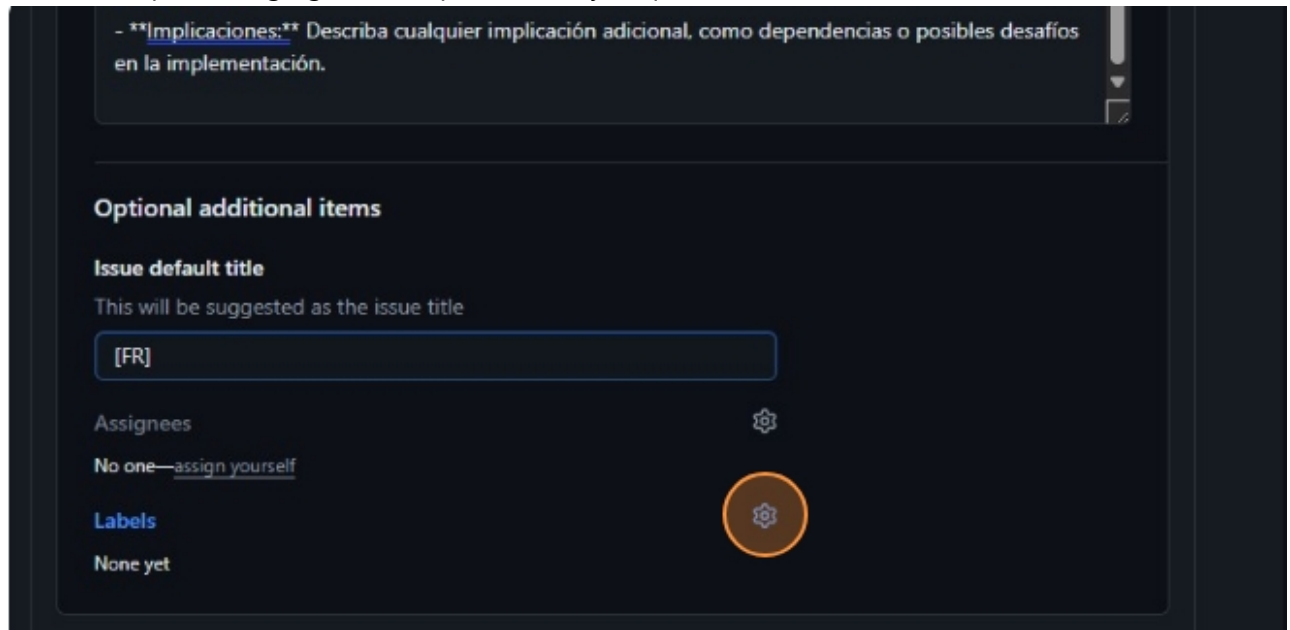 - **Implicaciones:** Describa cualquier implicación adicional, como dependencias o posibles desafíos
en la implementación.
Optional additional items
Issue default title
This will be suggested as the issue title
[FR]
Assignees
No one—assign yourself
Labels
None yet